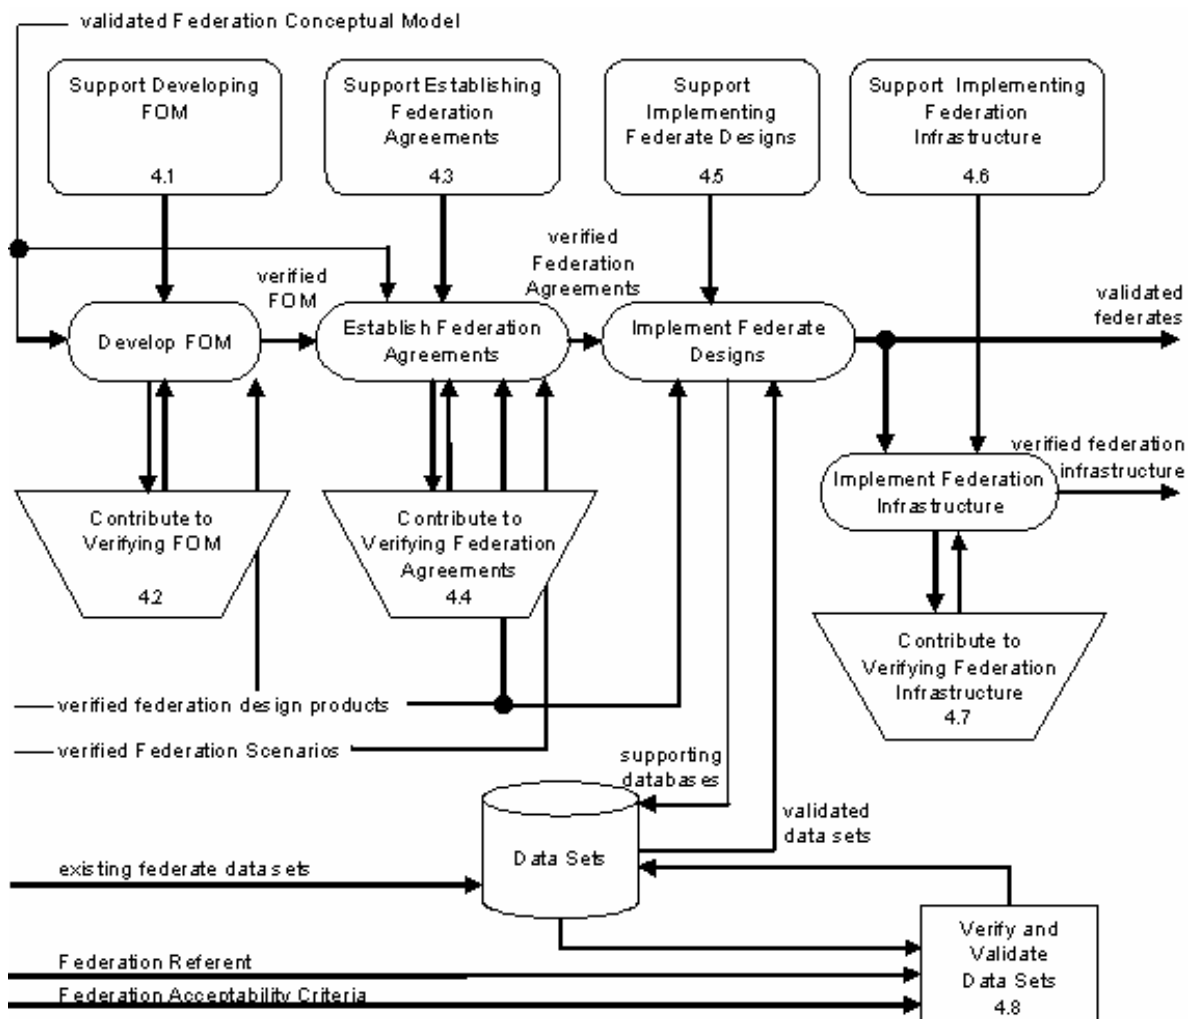 validated Federation Conceptual Model
Support Developing
FOM
4.1
Support Establishing
Federation
Agreements
4.3
Support
Implementing
Federate Designs
4.5
Support Implementing
Federation
Infrastructure
4.6
verified
FOM
verified
Federation
Agreements
validated
federates
Develop FOM
Establish Federation
Agreements
Implement Federate
Designs
verified federation
infrastructure
Implement Federation
Infrastructure
Contribute to
Verifying FOM
4.2
Contribute to
Verifying Federation
Agreements
4.4
Contribute to
Verifying Federation
Infrastructure
4.7
verified federation design products
verified Federation Scenarios
supporting
databases
validated
data sets
Data Sets
existing federate data sets
Verify and
Validate
Data Sets
4.8
Federation Referent
Federation Acceptability Criteria